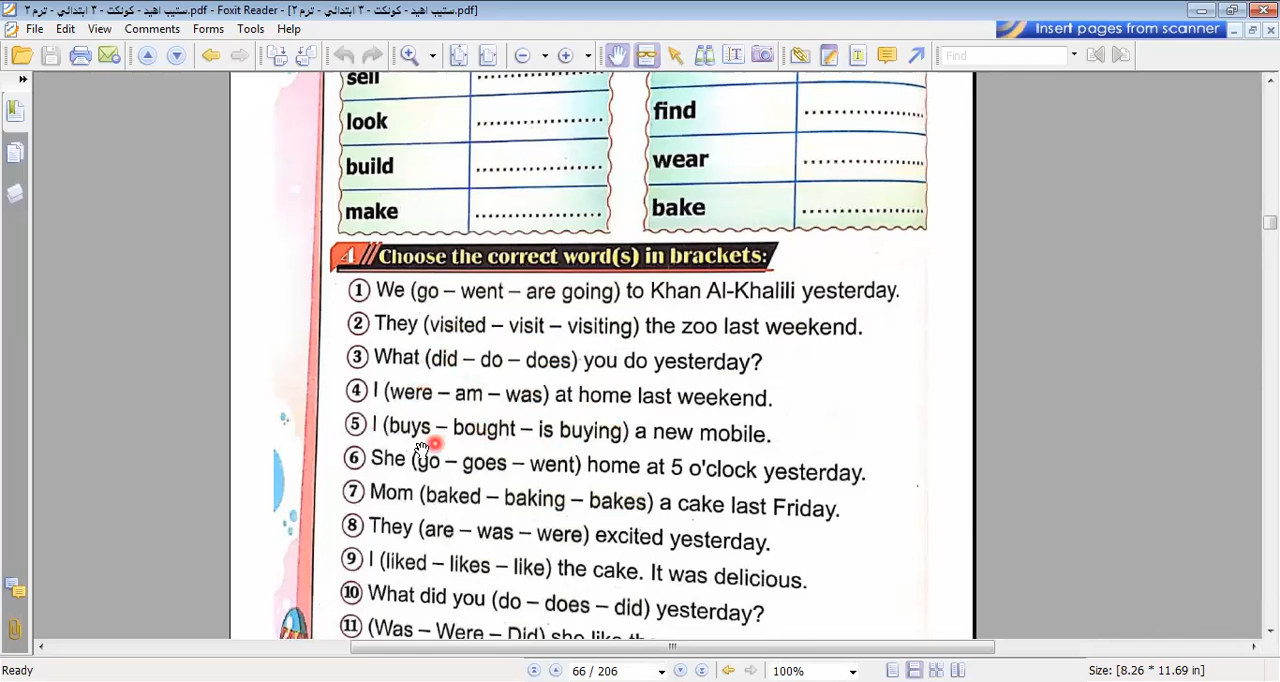 ستيب اهيد - كونكت - ٣ ابتدائي - ترم ٢.pdf - Foxit Reader - [ستيب اهيد - كونكت - ٣ ابتدائي - ترم ٢.pdf]
File Edit View Comments Forms Tools Help
Insert pages from scanner
Find
sell
look
build
make
find
wear
bake
4 Choose the correct word(s) in brackets:
1 We (go – went – are going) to Khan Al-Khalili yesterday.
2 They (visited – visit – visiting) the zoo last weekend.
3 What (did – do – does) you do yesterday?
4 I (were – am – was) at home last weekend.
5 I (buys – bought – is buying) a new mobile.
6 She (go – goes – went) home at 5 o'clock yesterday.
7 Mom (baked – baking – bakes) a cake last Friday.
8 They (are – was – were) excited yesterday.
9 I (liked – likes – like) the cake. It was delicious.
10 What did you (do – does – did) yesterday?
11 (Was – Were – Did) she like
Ready
66 / 206
100%
Size: [8.26 * 11.69 in]